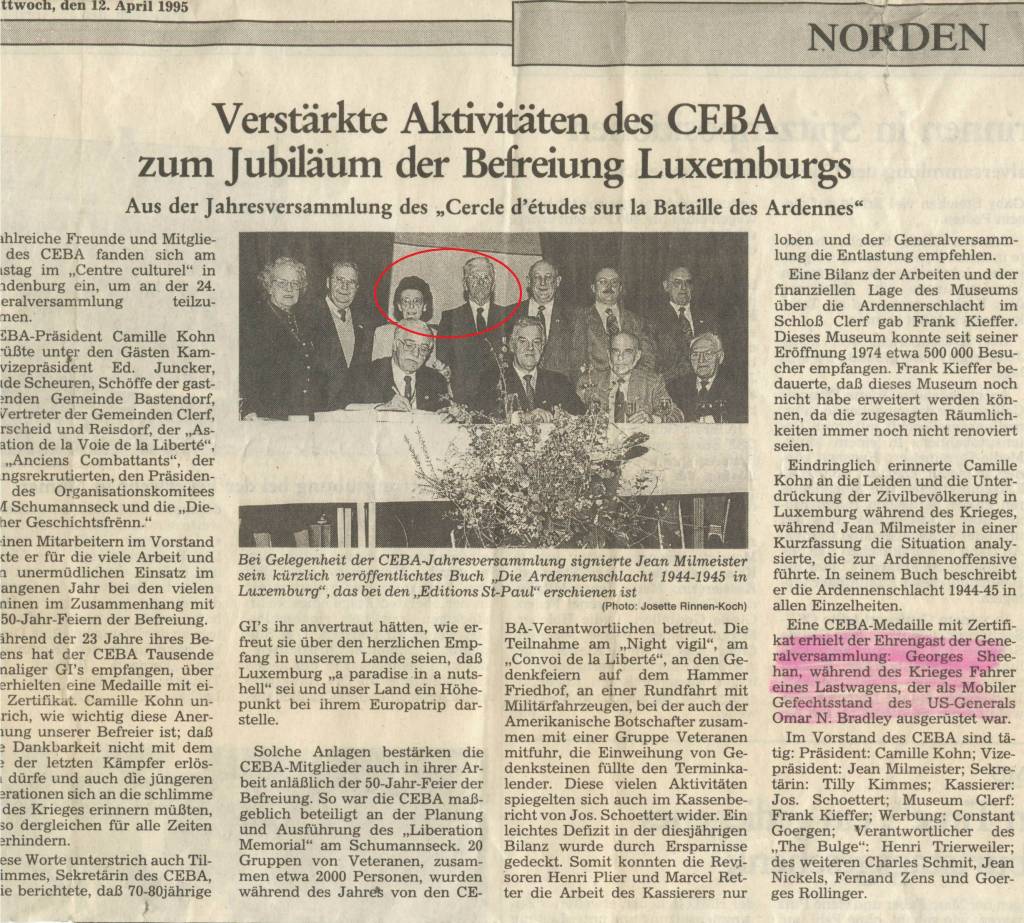 ttwoch, den 12. April 1995
NORDEN
Verstärkte Aktivitäten des CEBA
zum Jubiläum der Befreiung Luxemburgs
Aus der Jahresversammlung des „Cercle d'études sur la Bataille des Ardennes“
ahlreiche Freunde und Mitglie-
des CEBA fanden sich am
stag im „Centre culturel“ in
ndenburg ein, um an der 24.
eralversammlung teilzu-
men.
EBA-Präsident Camille Kohn
rüßte unter den Gästen Kam-
vizepräsident Ed. Juncker,
de Scheuren, Schöffe der gast-
enden Gemeinde Bastendorf,
Vertreter der Gemeinden Clerf,
rscheid und Reisdorf, der „As-
ation de la Voie de la Liberté“,
„Anciens Combattants“, der
ngsrekrutierten, den Präsiden-
des Organisationskomitees
M Schumannseck und die „Die-
her Geschichtsfrënn.“
einen Mitarbeitern im Vorstand
kte er für die viele Arbeit und
n unermüdlichen Einsatz im
angenen Jahr bei den vielen
minen im Zusammenhang mit
50-Jahr-Feiern der Befreiung.
ährend der 23 Jahre ihres Be-
ens hat der CEBA Tausende
maliger GI's empfangen, über
erhielten eine Medaille mit ei-
Zertifikat. Camille Kohn un-
rich, wie wichtig diese Aner-
nung unserer Befreier ist; daß
e Dankbarkeit nicht mit dem
e der letzten Kämpfer erlös-
dürfe und auch die jüngeren
erationen sich an die schlimme
des Krieges erinnern müßten,
so dergleichen für alle Zeiten
erhindern.
ese Worte unterstrich auch Til-
immes, Sekretärin des CEBA,
ie berichtete, daß 70-80jährige
Bei Gelegenheit der CEBA-Jahresversammlung signierte Jean Milmeister
sein kürzlich veröffentlichtes Buch „Die Ardennenschlacht 1944-1945 in
Luxemburg“, das bei den „Editions St-Paul“ erschienen ist
(Photo: Josette Rinnen-Koch)
GI's ihr anvertraut hätten, wie er-
freut sie über den herzlichen Emp-
fang in unserem Lande seien, daß
Luxemburg „a paradise in a nuts-
hell“ sei und unser Land ein Höhe-
punkt bei ihrem Europatrip dar-
stelle.
Solche Anlagen bestärken die
CEBA-Mitglieder auch in ihrer Ar-
beit anläßlich der 50-Jahr-Feier der
Befreiung. So war die CEBA maß-
geblich beteiligt an der Planung
und Ausführung des „Liberation
Memorial“ am Schumannseck. 20
Gruppen von Veteranen, zusam-
men etwa 2000 Personen, wurden
während des Jahres von den CE-
BA-Verantwortlichen betreut. Die
Teilnahme am „Night vigil“, am
„Convoi de la Liberté“, an den Ge-
denkfeiern auf dem Hammer
Friedhof, an einer Rundfahrt mit
Militärfahrzeugen, bei der auch der
Amerikanische Botschafter zusam-
men mit einer Gruppe Veteranen
mitfuhr, die Einweihung von Ge-
denksteinen füllten den Terminka-
lender. Diese vielen Aktivitäten
spiegelten sich auch im Kassenbe-
richt von Jos. Schoettert wider. Ein
leichtes Defizit in der diesjährigen
Bilanz wurde durch Ersparnisse
gedeckt. Somit konnten die Revi-
soren Henri Plier und Marcel Ret-
ter die Arbeit des Kassierers nur
loben und der Generalversamm-
lung die Entlastung empfehlen.
Eine Bilanz der Arbeiten und der
finanziellen Lage des Museums
über die Ardennerschlacht im
Schloß Clerf gab Frank Kieffer.
Dieses Museum konnte seit seiner
Eröffnung 1974 etwa 500 000 Besu-
cher empfangen. Frank Kieffer be-
dauerte, daß dieses Museum noch
nicht habe erweitert werden kön-
nen, da die zugesagten Räumlich-
keiten immer noch nicht renoviert
seien.
Eindringlich erinnerte Camille
Kohn an die Leiden und die Unter-
drückung der Zivilbevölkerung in
Luxemburg während des Krieges,
während Jean Milmeister in einer
Kurzfassung die Situation analy-
sierte, die zur Ardennenoffensive
führte. In seinem Buch beschreibt
er die Ardennenschlacht 1944-45 in
allen Einzelheiten.
Eine CEBA-Medaille mit Zertifi-
kat erhielt der Ehrengast der Gene-
ralversammlung: Georges Shee-
han, während des Krieges Fahrer
eines Lastwagens, der als Mobiler
Gefechtsstand des US-Generals
Omar N. Bradley ausgerüstet war.
Im Vorstand des CEBA sind tä-
tig: Präsident: Camille Kohn; Vize-
präsident: Jean Milmeister; Sekre-
tärin: Tilly Kimmes; Kassierer:
Jos. Schoettert; Museum Clerf:
Frank Kieffer; Werbung: Constant
Goergen; Verantwortlicher des
„The Bulge“: Henri Trierweiler;
des weiteren Charles Schmit, Jean
Nickels, Fernand Zens und Goer-
ges Rollinger.